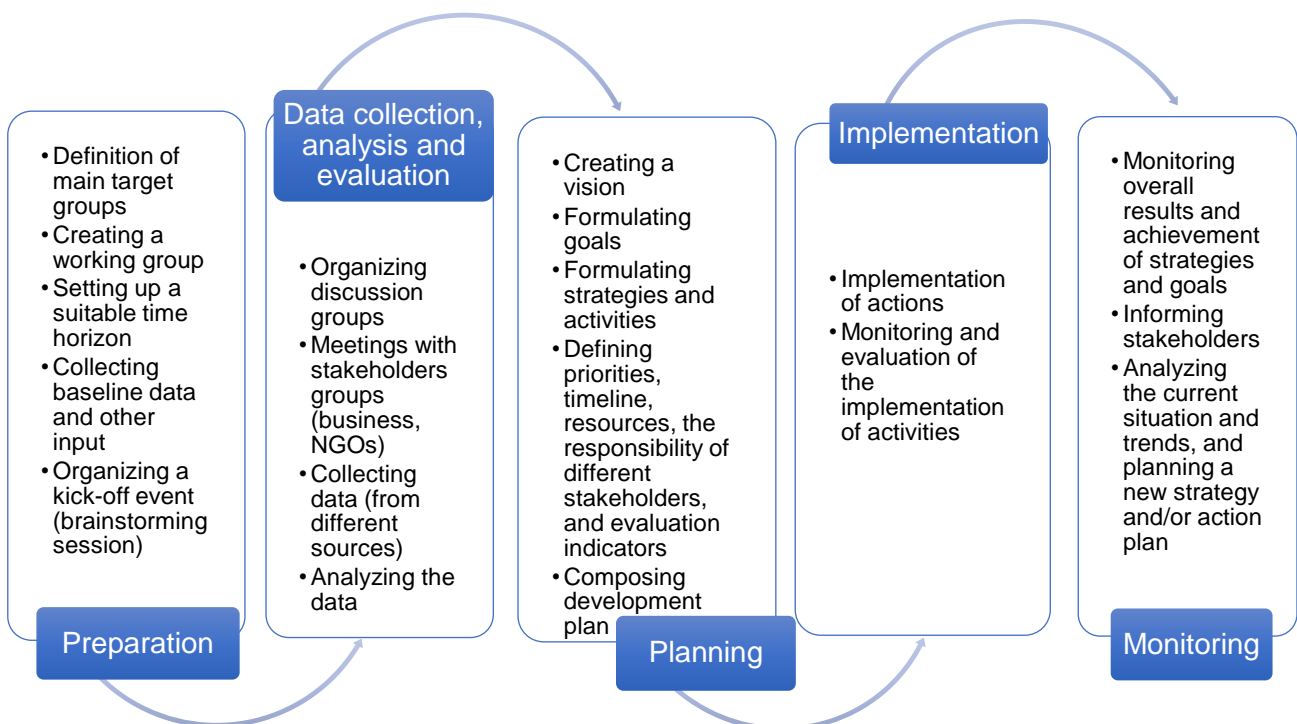 • Definition of
main target
groups
• Creating a
working group
• Setting up a
suitable time
horizon
• Collecting
baseline data
and other
input
• Organizing a
kick-off event
(brainstorming
session)
Preparation
Data collection,
analysis and
evaluation
• Organizing
discussion
groups
• Meetings with
stakeholders
groups
(business,
NGOs)
• Collecting
data (from
different
sources)
• Analyzing the
data
• Creating a
vision
• Formulating
goals
• Formulating
strategies and
activities
• Defining
priorities,
timeline,
resources, the
responsibility of
different
stakeholders,
and evaluation
indicators
• Composing
development
plan
Planning
Implementation
• Implementation
of actions
• Monitoring and
evaluation of
the
implementation
of activities
• Monitoring
overall
results and
achievement
of strategies
and goals
• Informing
stakeholders
• Analyzing
the current
situation and
trends, and
planning a
new strategy
and/or action
plan
Monitoring